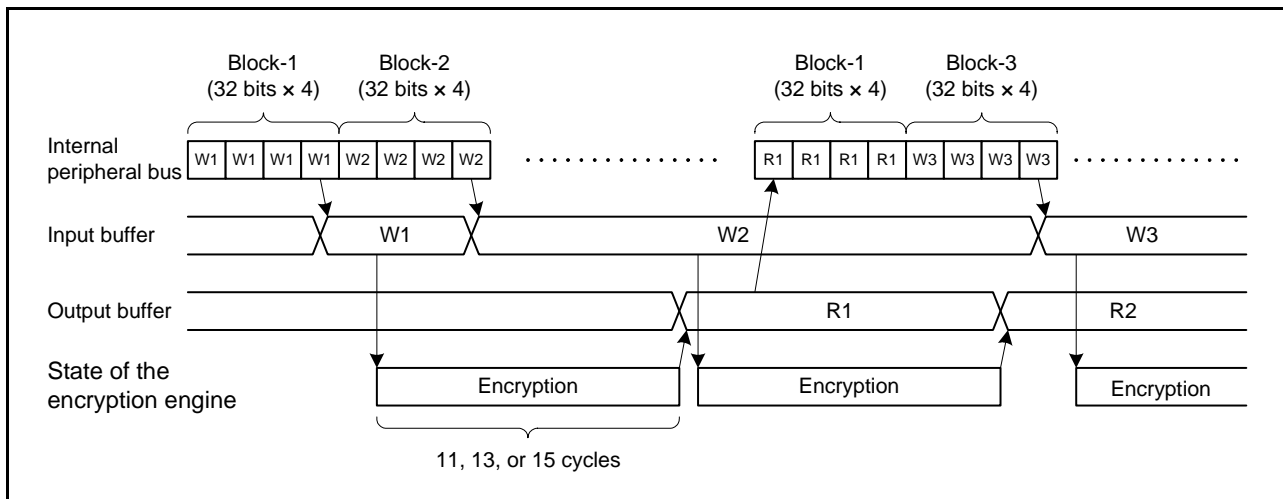 Block-1 Block-2 Block-1 Block-3
(32 bits × 4) (32 bits × 4) (32 bits × 4) (32 bits × 4)
Internal
peripheral bus
W1 W1 W1 W1 W2 W2 W2 W2 R1 R1 R1 R1 W3 W3 W3 W3
Input buffer W1 W2 W3
Output buffer R1 R2
State of the
encryption engine
Encryption Encryption Encryption
11, 13, or 15 cycles